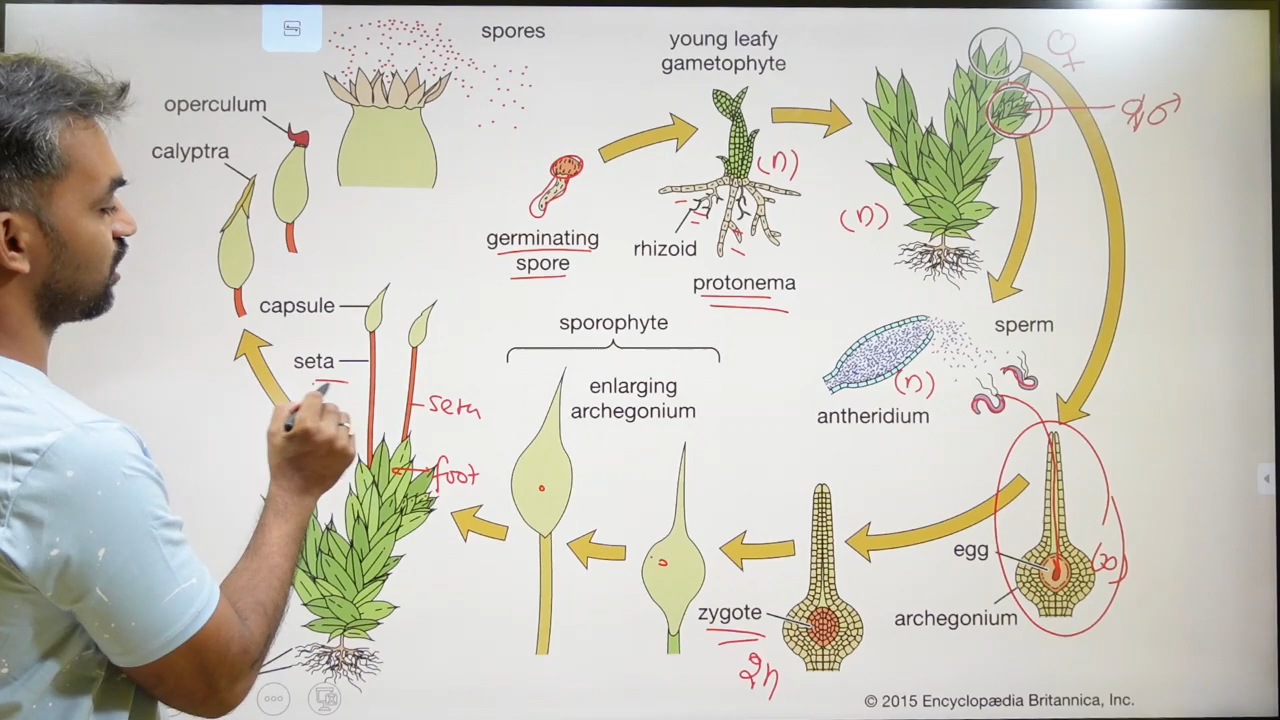 spores
young leafy
gametophyte
♀
operculum
♂
calyptra
(n)
(n)
germinating
spore
rhizoid
protonema
capsule
sporophyte
sperm
seta
enlarging
archegonium
(n)
antheridium
seta
foot
egg
zygote
archegonium
2n
© 2015 Encyclopædia Britannica, Inc.